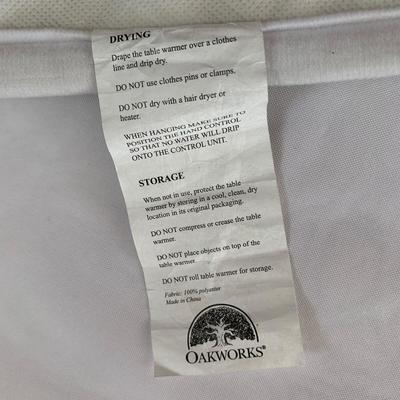 DRYING
Drape the table warmer over a clothes
line and drip dry.
DO NOT use clothes pins or clamps.
DO NOT dry with a hair dryer or
heater.
WHEN HANGING MAKE SURE TO
POSITION THE HAND CONTROL
SO THAT NO WATER WILL DRIP
ONTO THE CONTROL UNIT.
STORAGE
When not in use, protect the table
warmer by storing in a cool, clean, dry
location in its original packaging.
DO NOT compress or crease the table
warmer.
DO NOT place objects on top of the
table warmer.
DO NOT roll table warmer for storage.
Fabric: 100% polyester
Made in China
OAKWORKS®